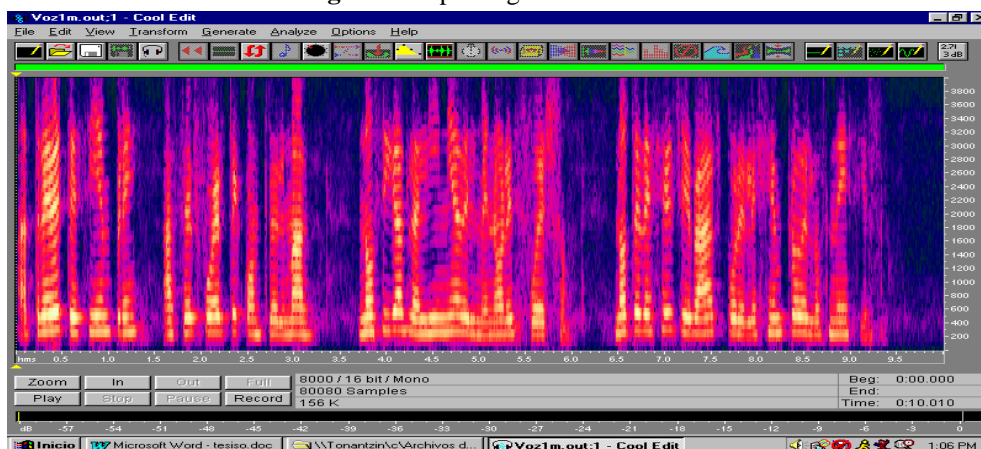 Voz1m.out;1 - Cool Edit
File Edit View Transform Generate Analyze Options Help
2.7l
3 dB
3800
3600
3400
3200
3000
2800
2600
2400
2200
2000
1800
1600
1400
1200
1000
800
600
400
200
hms 0.5 1.0 1.5 2.0 2.5 3.0 3.5 4.0 4.5 5.0 5.5 6.0 6.5 7.0 7.5 8.0 8.5 9.0 9.5
Zoom In Out Full 8000 / 16 bit / Mono Beg: 0:00.000
80080 Samples End:
Play Stop Pause Record 156 K Time: 0:10.010
dB -57 -54 -51 -48 -45 -42 -39 -36 -33 -30 -27 -24 -21 -18 -15 -12 -9 -6 -3 0
Inicio Microsoft Word - tesiso.doc \\Tonantzin\c\Archivos d... Voz1m.out;1 - Cool Edit 1:06 PM